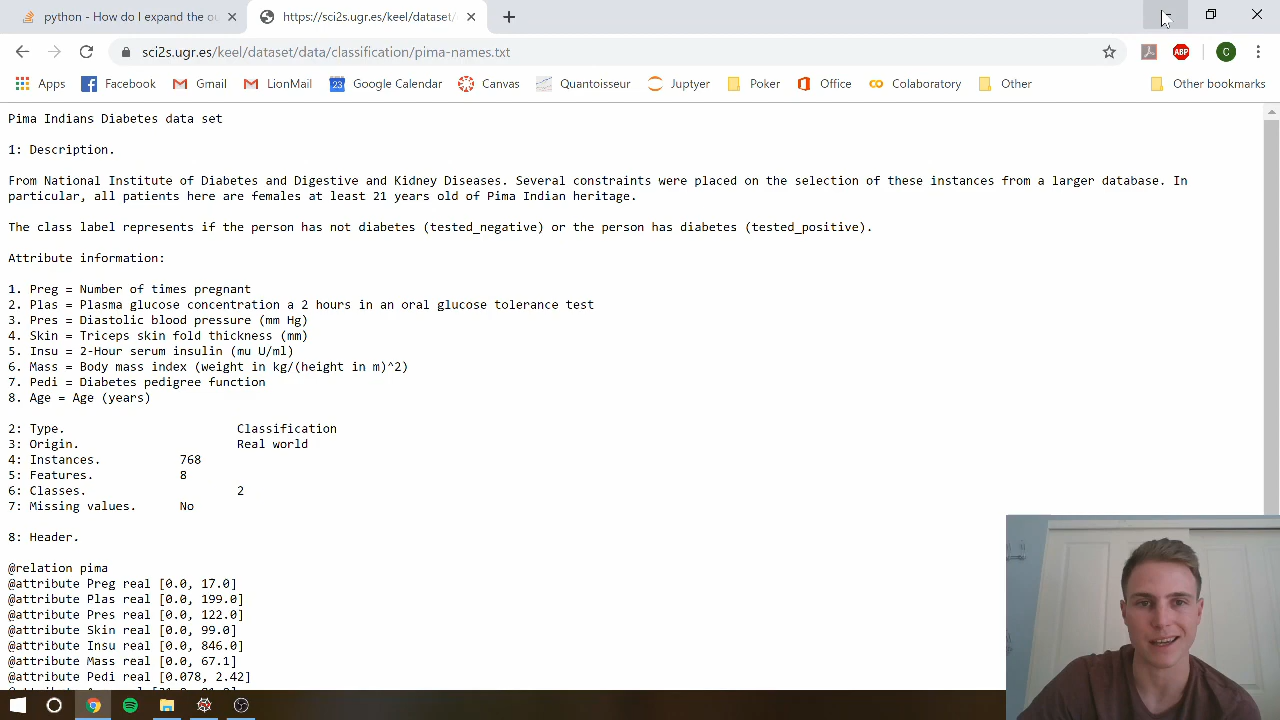 python - How do I expand the ou
https://sci2s.ugr.es/keel/dataset/
sci2s.ugr.es/keel/dataset/data/classification/pima-names.txt
ABP
C
Apps
Facebook
Gmail
LionMail
23
Google Calendar
Canvas
Quantoisseur
Jupyter
Poker
Office
Colaboratory
Other
Other bookmarks
Pima Indians Diabetes data set
1: Description.
From National Institute of Diabetes and Digestive and Kidney Diseases. Several constraints were placed on the selection of these instances from a larger database. In
particular, all patients here are females at least 21 years old of Pima Indian heritage.
The class label represents if the person has not diabetes (tested_negative) or the person has diabetes (tested_positive).
Attribute information:
1. Preg = Number of times pregnant
2. Plas = Plasma glucose concentration a 2 hours in an oral glucose tolerance test
3. Pres = Diastolic blood pressure (mm Hg)
4. Skin = Triceps skin fold thickness (mm)
5. Insu = 2-Hour serum insulin (mu U/ml)
6. Mass = Body mass index (weight in kg/(height in m)^2)
7. Pedi = Diabetes pedigree function
8. Age = Age (years)
2: Type. Classification
3: Origin. Real world
4: Instances. 768
5: Features. 8
6: Classes. 2
7: Missing values. No
8: Header.
@relation pima
@attribute Preg real [0.0, 17.0]
@attribute Plas real [0.0, 199.0]
@attribute Pres real [0.0, 122.0]
@attribute Skin real [0.0, 99.0]
@attribute Insu real [0.0, 846.0]
@attribute Mass real [0.0, 67.1]
@attribute Pedi real [0.078, 2.42]